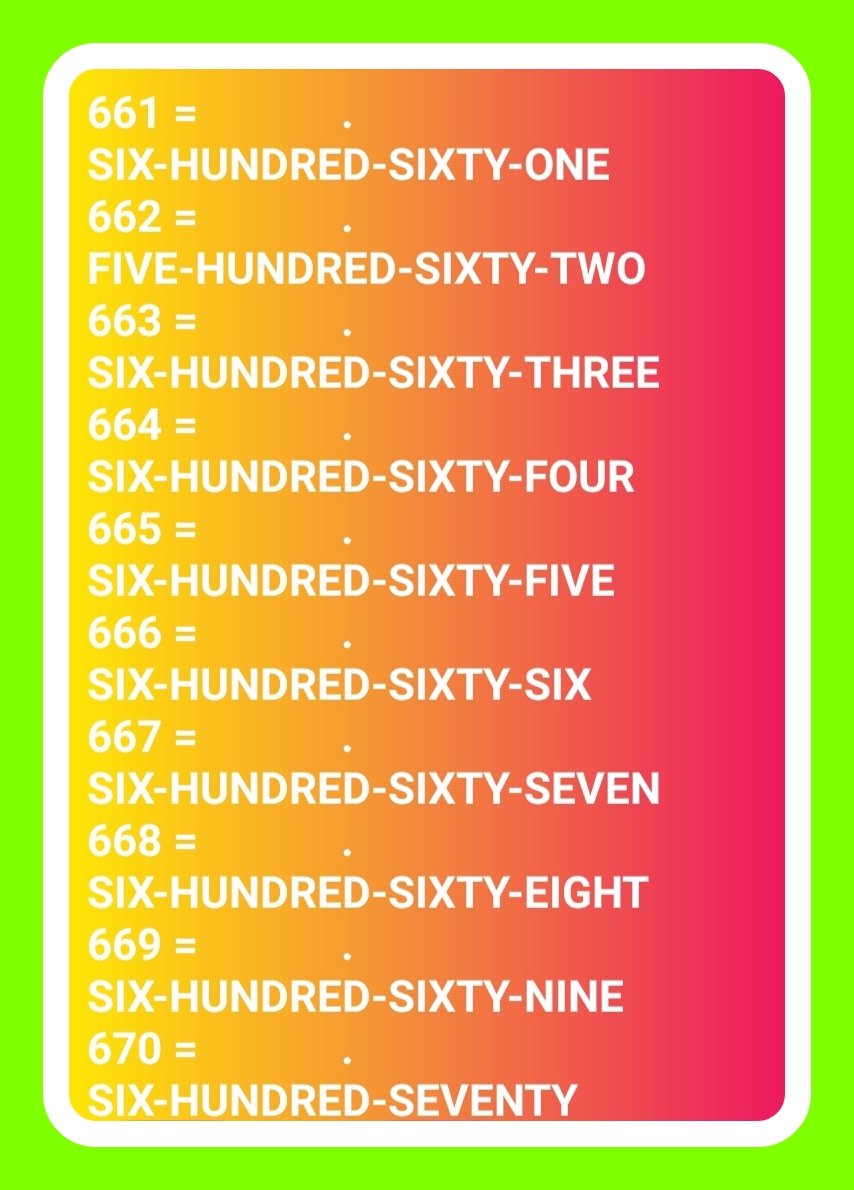 661 = .
SIX-HUNDRED-SIXTY-ONE
662 = .
FIVE-HUNDRED-SIXTY-TWO
663 = .
SIX-HUNDRED-SIXTY-THREE
664 = .
SIX-HUNDRED-SIXTY-FOUR
665 = .
SIX-HUNDRED-SIXTY-FIVE
666 = .
SIX-HUNDRED-SIXTY-SIX
667 = .
SIX-HUNDRED-SIXTY-SEVEN
668 = .
SIX-HUNDRED-SIXTY-EIGHT
669 = .
SIX-HUNDRED-SIXTY-NINE
670 = .
SIX-HUNDRED-SEVENTY